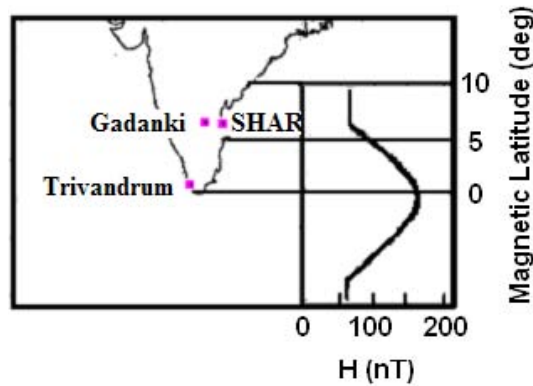 10
Gadanki SHAR
5
Trivandrum
0
Magnetic Latitude (deg)
0 100 200
H (nT)